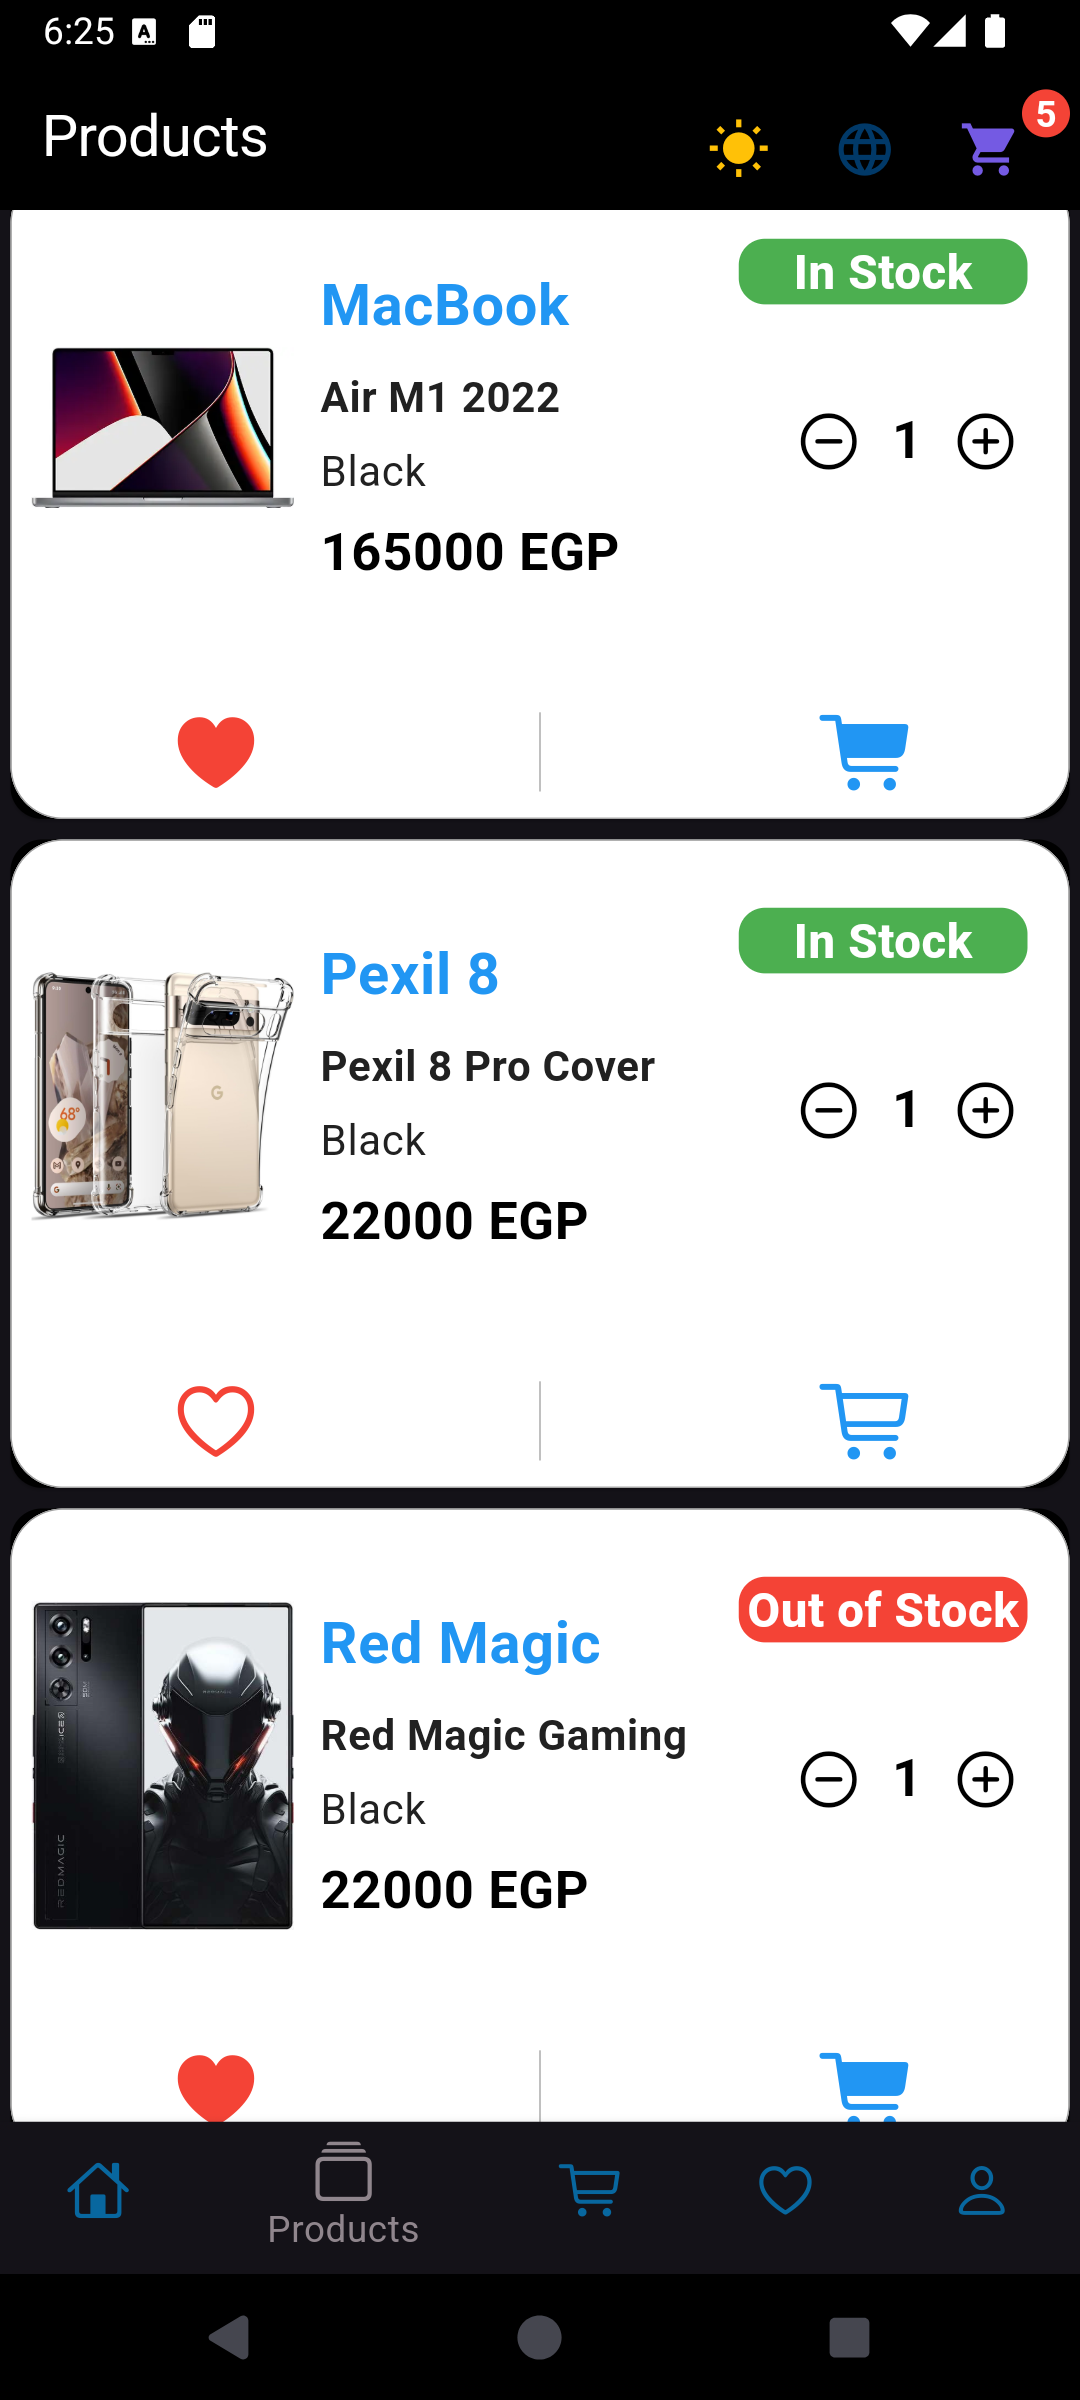 6:25
Products
5
In Stock
MacBook
Air M1 2022
1
Black
165000 EGP
In Stock
Pexil 8
Pexil 8 Pro Cover
1
Black
68°
22000 EGP
Out of Stock
Red Magic
Red Magic Gaming
1
Black
REDMAGIC
22000 EGP
Products